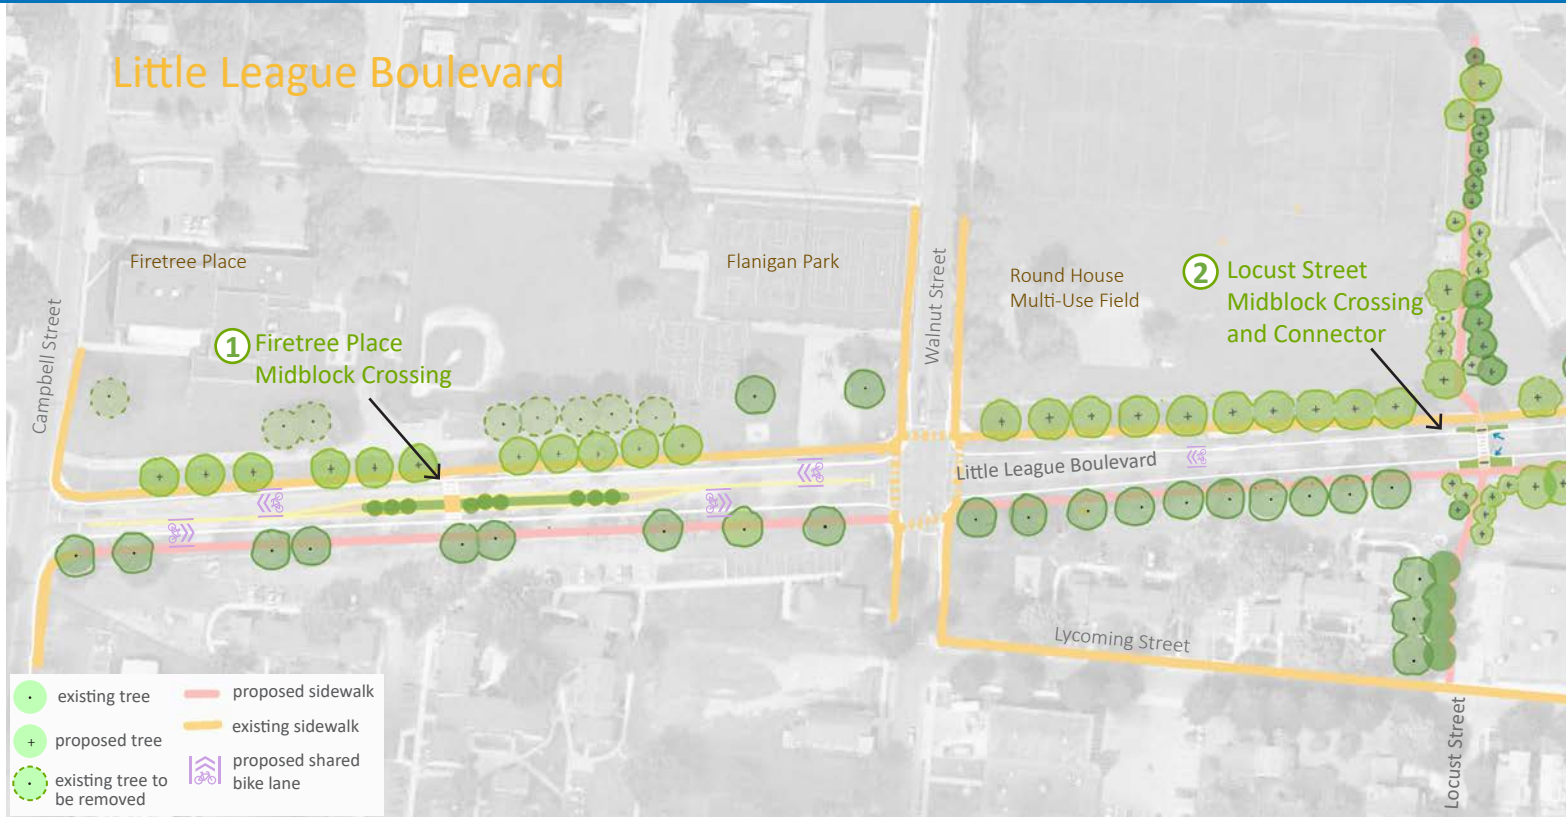 Little League Boulevard
Firetree Place
Flanigan Park
Round House
Multi-Use Field
Campbell Street
Walnut Street
1
Firetree Place
Midblock Crossing
2
Locust Street
Midblock Crossing
and Connector
Little League Boulevard
Lycoming Street
Locust Street
existing tree
proposed tree
existing tree to
be removed
proposed sidewalk
existing sidewalk
proposed shared
bike lane